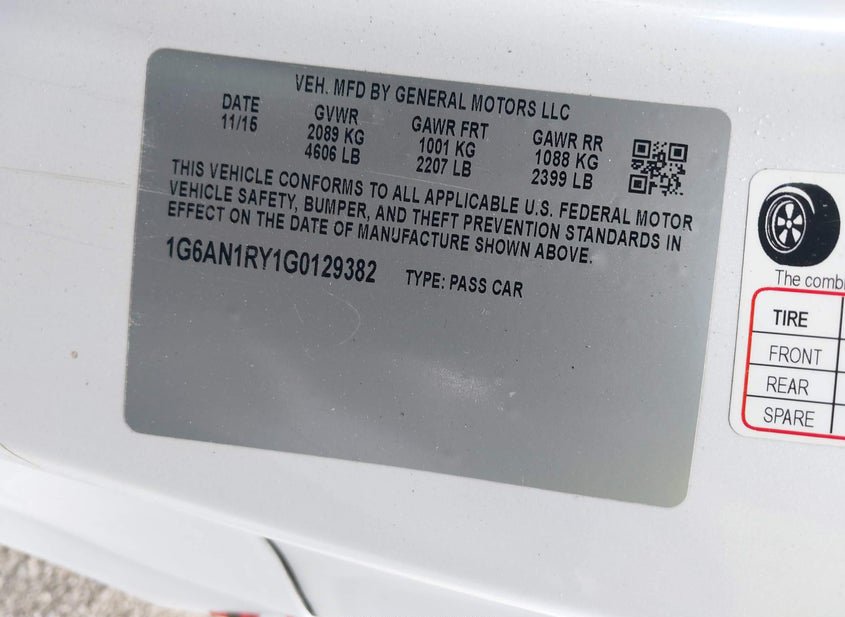 VEH. MFD BY GENERAL MOTORS LLC
DATE GVWR GAWR FRT GAWR RR
11/15 2089 KG 1001 KG 1088 KG
4606 LB 2207 LB 2399 LB
THIS VEHICLE CONFORMS TO ALL APPLICABLE U.S. FEDERAL MOTOR
VEHICLE SAFETY, BUMPER, AND THEFT PREVENTION STANDARDS IN
EFFECT ON THE DATE OF MANUFACTURE SHOWN ABOVE.
1G6AN1RY1G0129382 TYPE: PASS CAR
The combi
TIRE
FRONT
REAR
SPARE